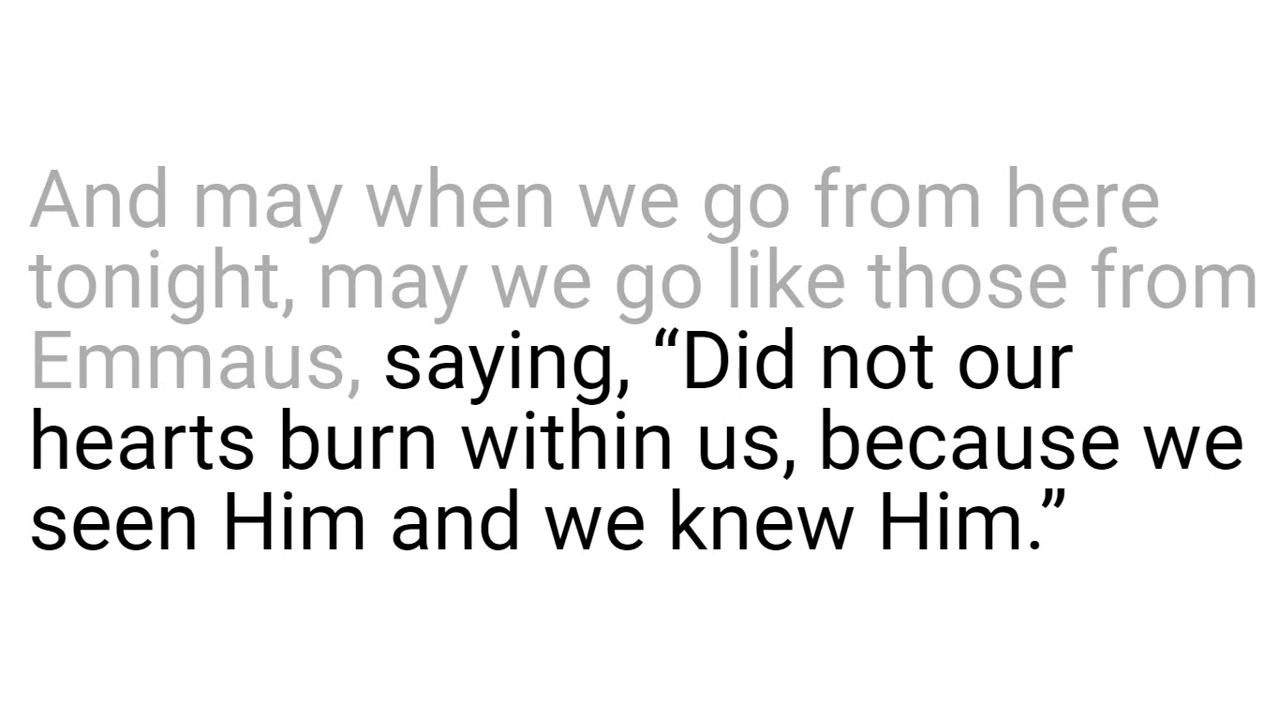 And may when we go from here
tonight, may we go like those from
Emmaus, saying, “Did not our
hearts burn within us, because we
seen Him and we knew Him.”